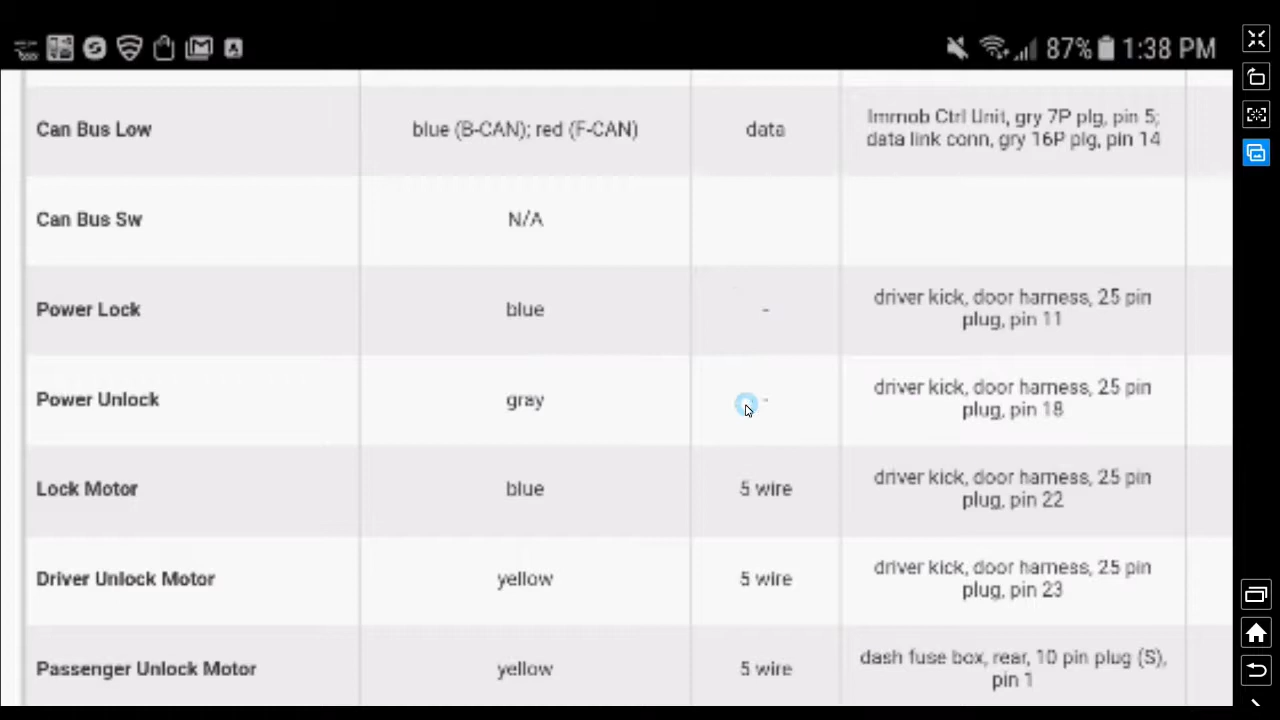 87% 1:38 PM
Can Bus Low
blue (B-CAN); red (F-CAN)
data
Immob Ctrl Unit, gry 7P plg, pin 5;
data link conn, gry 16P plg, pin 14
Can Bus Sw
N/A
Power Lock
blue
-
driver kick, door harness, 25 pin
plug, pin 11
Power Unlock
gray
-
driver kick, door harness, 25 pin
plug, pin 18
Lock Motor
blue
5 wire
driver kick, door harness, 25 pin
plug, pin 22
Driver Unlock Motor
yellow
5 wire
driver kick, door harness, 25 pin
plug, pin 23
Passenger Unlock Motor
yellow
5 wire
dash fuse box, rear, 10 pin plug (S),
pin 1